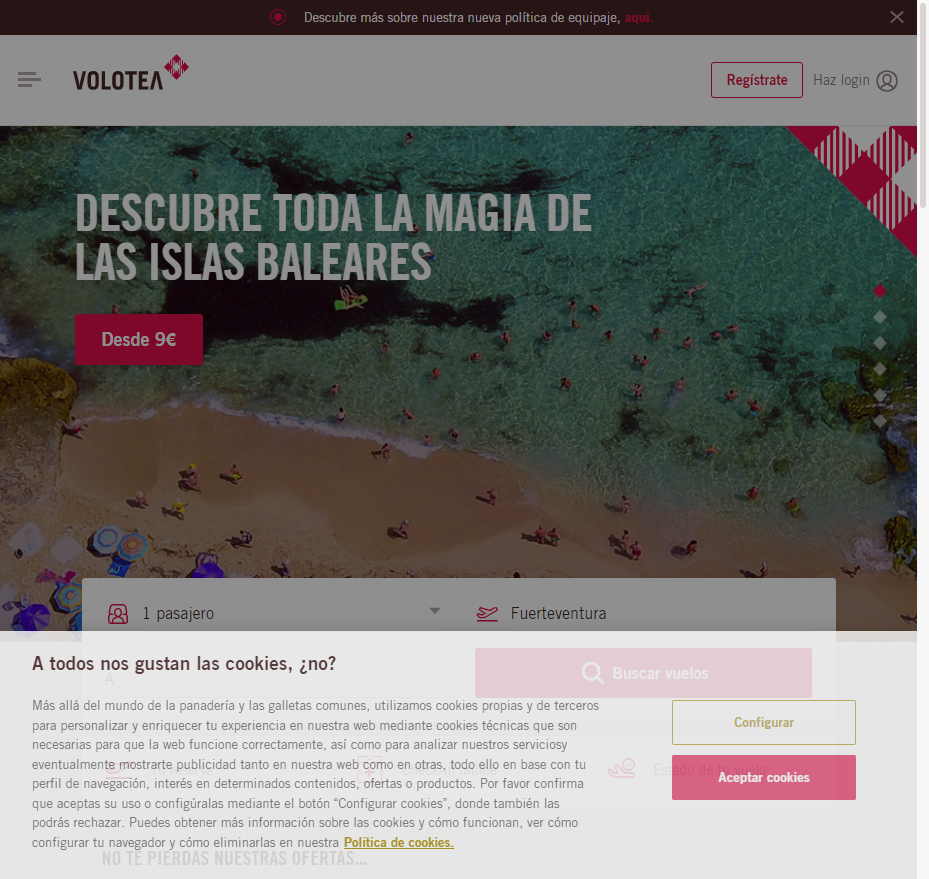 Descubre más sobre nuestra nueva política de equipaje, aquí.
VOLOTEA
Regístrate
Haz login
DESCUBRE TODA LA MAGIA DE
LAS ISLAS BALEARES
Desde 9€
1 pasajero
Fuerteventura
A
Buscar vuelos
A todos nos gustan las cookies, ¿no?
Más allá del mundo de la panadería y las galletas comunes, utilizamos cookies propias y de terceros
para personalizar y enriquecer tu experiencia en nuestra web mediante cookies técnicas que son
necesarias para que la web funcione correctamente, así como para analizar nuestros serviciosy
eventualmente mostrarte publicidad tanto en nuestra web como en otras, todo ello en base con tu
perfil de navegación, interés en determinados contenidos, ofertas o productos. Por favor confirma
que aceptas su uso o configúralas mediante el botón “Configurar cookies”, donde también las
podrás rechazar. Puedes obtener más información sobre las cookies y cómo funcionan, ver cómo
configurar tu navegador y cómo eliminarlas en nuestra Política de cookies.
Configurar
Aceptar cookies
Estado de tu vuelo
NO TE PIERDAS NUESTRAS OFERTAS...